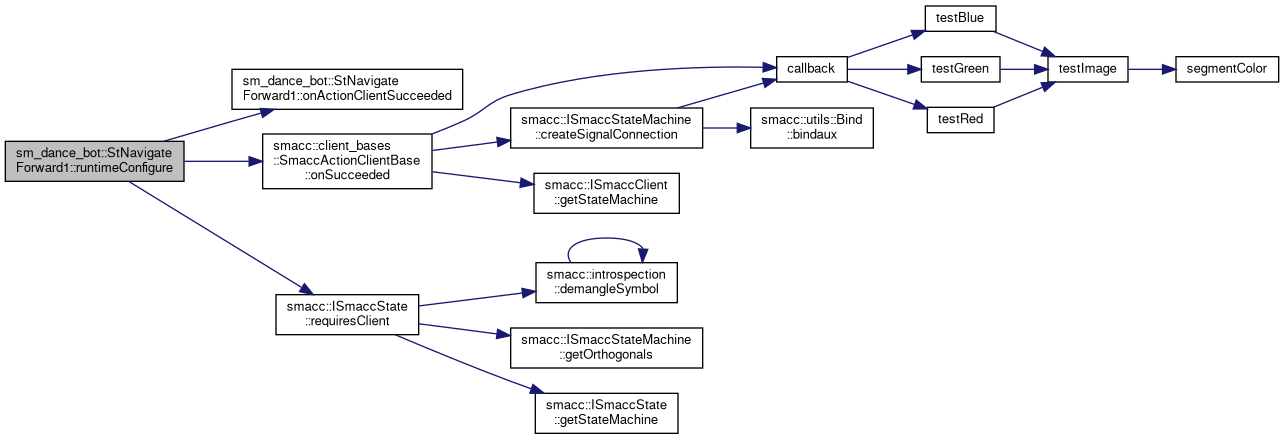 sm_dance_bot::StNavigate
Forward1::runtimeConfigure
sm_dance_bot::StNavigate
Forward1::onActionClientSucceeded
smacc::client_bases
::SmaccActionClientBase
::onSucceeded
smacc::ISmaccState
::requiresClient
smacc::ISmaccStateMachine
::createSignalConnection
smacc::ISmaccClient
::getStateMachine
smacc::introspection
::demangleSymbol
smacc::ISmaccStateMachine
::getOrthogonals
smacc::ISmaccState
::getStateMachine
callback
smacc::utils::Bind
::bindaux
testBlue
testGreen
testRed
testImage
segmentColor